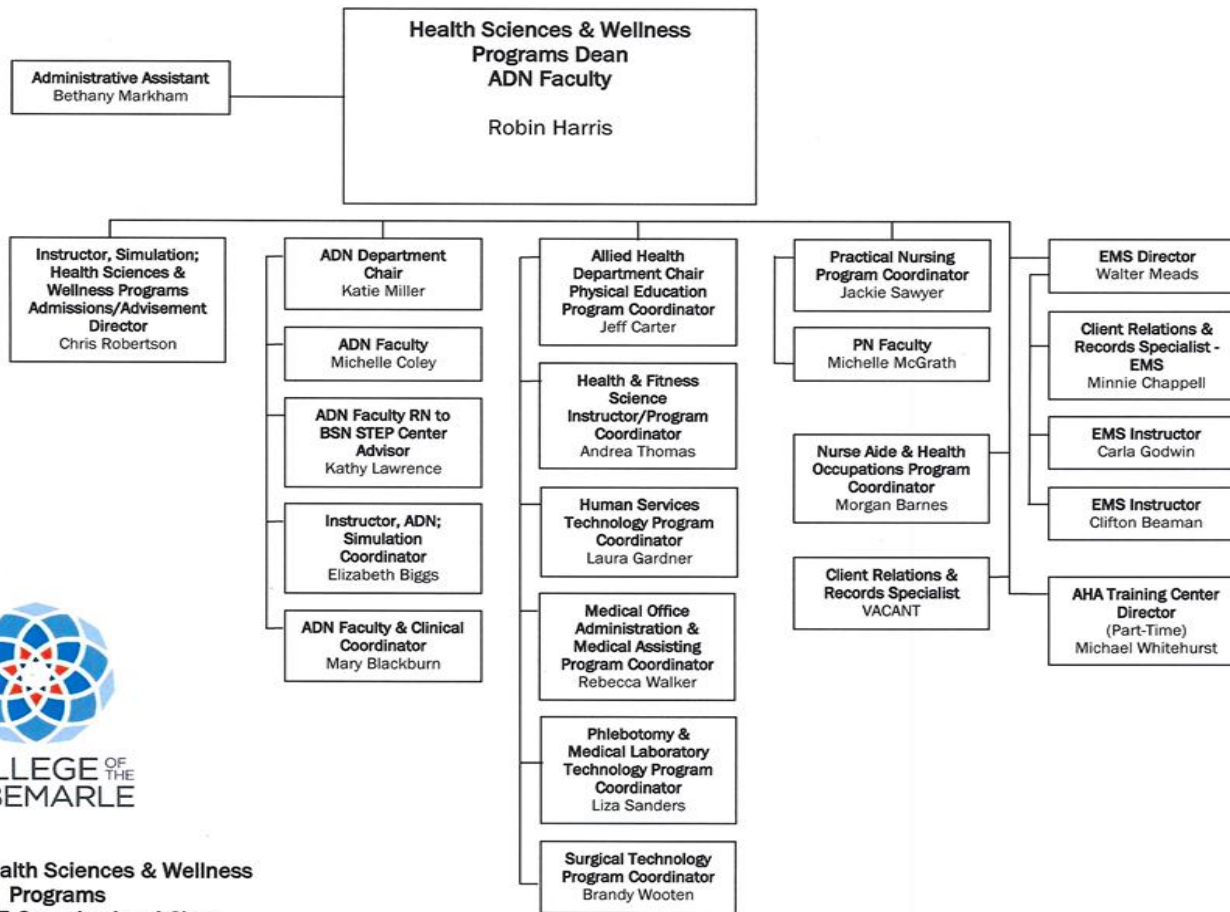 Health Sciences & Wellness
Programs Dean
ADN Faculty
Robin Harris
Administrative Assistant
Bethany Markham
Instructor, Simulation;
Health Sciences &
Wellness Programs
Admissions/Advisement
Director
Chris Robertson
ADN Department
Chair
Katie Miller
ADN Faculty
Michelle Coley
ADN Faculty RN to
BSN STEP Center
Advisor
Kathy Lawrence
Instructor, ADN;
Simulation
Coordinator
Elizabeth Biggs
ADN Faculty & Clinical
Coordinator
Mary Blackburn
Allied Health
Department Chair
Physical Education
Program Coordinator
Jeff Carter
Health & Fitness
Science
Instructor/Program
Coordinator
Andrea Thomas
Human Services
Technology Program
Coordinator
Laura Gardner
Medical Office
Administration &
Medical Assisting
Program Coordinator
Rebecca Walker
Phlebotomy &
Medical Laboratory
Technology Program
Coordinator
Liza Sanders
Surgical Technology
Program Coordinator
Brandy Wooten
Practical Nursing
Program Coordinator
Jackie Sawyer
PN Faculty
Michelle McGrath
Nurse Aide & Health
Occupations Program
Coordinator
Morgan Barnes
Client Relations &
Records Specialist
VACANT
EMS Director
Walter Meads
Client Relations &
Records Specialist -
EMS
Minnie Chappell
EMS Instructor
Carla Godwin
EMS Instructor
Clifton Beaman
AHA Training Center
Director
(Part-Time)
Michael Whitehurst
LLEGE OF THE
BEMARLE
alth Sciences & Wellness
Programs